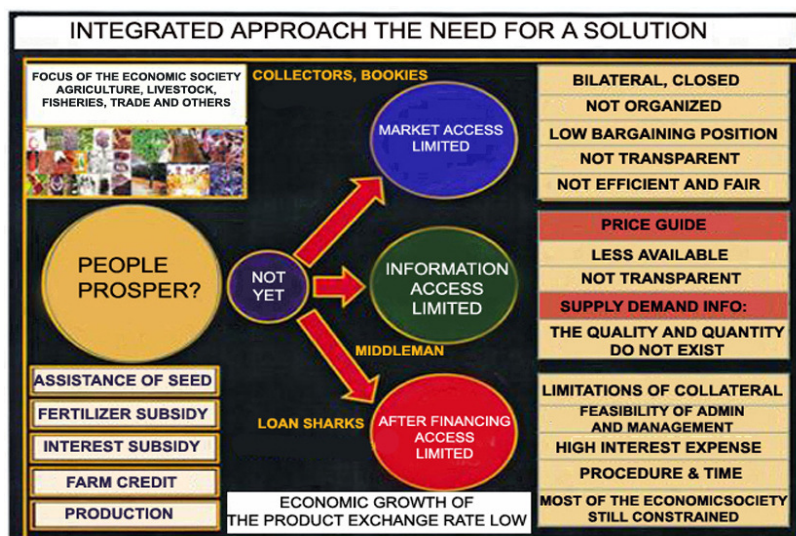 INTEGRATED APPROACH THE NEED FOR A SOLUTION
FOCUS OF THE ECONOMIC SOCIETY
AGRICULTURE, LIVESTOCK,
FISHERIES, TRADE AND OTHERS
COLLECTORS, BOOKIES
MARKET ACCESS
LIMITED
BILATERAL, CLOSED
NOT ORGANIZED
LOW BARGAINING POSITION
NOT TRANSPARENT
NOT EFFICIENT AND FAIR
PEOPLE
PROSPER?
NOT
YET
INFORMATION
ACCESS
LIMITED
PRICE GUIDE
LESS AVAILABLE
NOT TRANSPARENT
SUPPLY DEMAND INFO:
THE QUALITY AND QUANTITY
DO NOT EXIST
MIDDLEMAN
ASSISTANCE OF SEED
FERTILIZER SUBSIDY
INTEREST SUBSIDY
FARM CREDIT
PRODUCTION
LOAN SHARKS
AFTER FINANCING
ACCESS
LIMITED
LIMITATIONS OF COLLATERAL
FEASIBILITY OF ADMIN
AND MANAGEMENT
HIGH INTEREST EXPENSE
PROCEDURE & TIME
MOST OF THE ECONOMICSOCIETY
STILL CONSTRAINED
ECONOMIC GROWTH OF
THE PRODUCT EXCHANGE RATE LOW